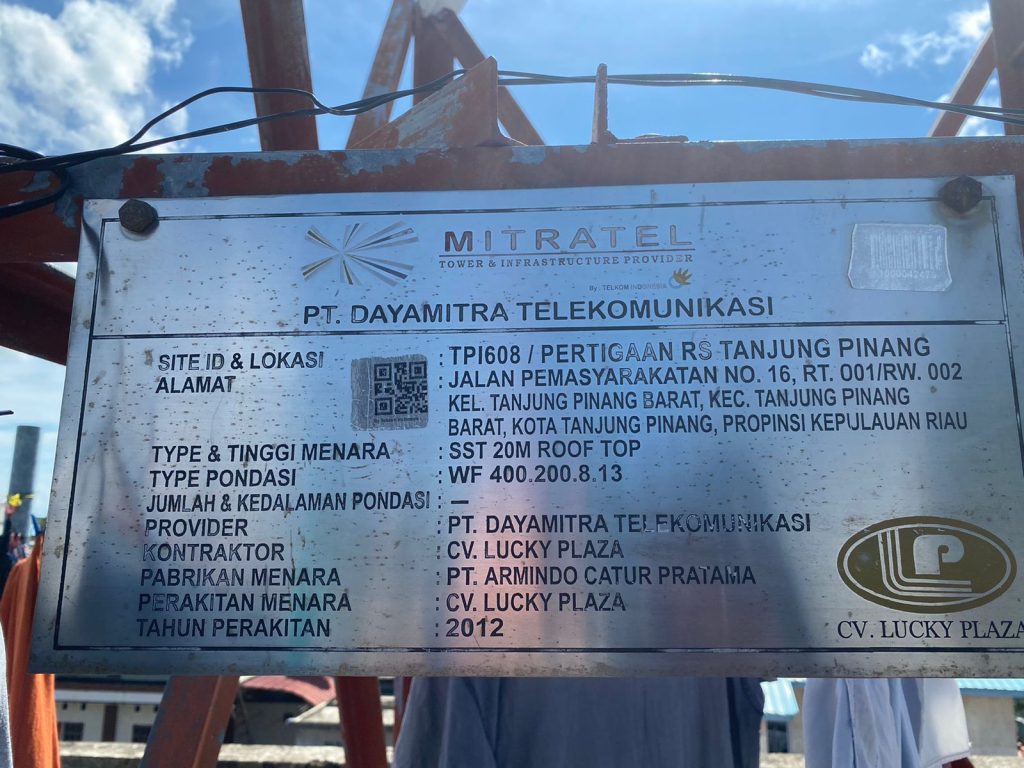 MITRATEL
TOWER & INFRASTRUCTURE PROVIDER
By : TELKOM INDONESIA
PT. DAYAMITRA TELEKOMUNIKASI
SITE ID & LOKASI : TPI608 / PERTIGAAN RS TANJUNG PINANG
ALAMAT : JALAN PEMASYARAKATAN NO. 16, RT. 001/RW. 002
KEL. TANJUNG PINANG BARAT, KEC. TANJUNG PINANG
BARAT, KOTA TANJUNG PINANG, PROPINSI KEPULAUAN RIAU
TYPE & TINGGI MENARA : SST 20M ROOF TOP
TYPE PONDASI : WF 400.200.8.13
JUMLAH & KEDALAMAN PONDASI : –
PROVIDER : PT. DAYAMITRA TELEKOMUNIKASI
KONTRAKTOR : CV. LUCKY PLAZA
PABRIKAN MENARA : PT. ARMINDO CATUR PRATAMA
PERAKITAN MENARA : CV. LUCKY PLAZA
TAHUN PERAKITAN : 2012
LP
CV. LUCKY PLAZA